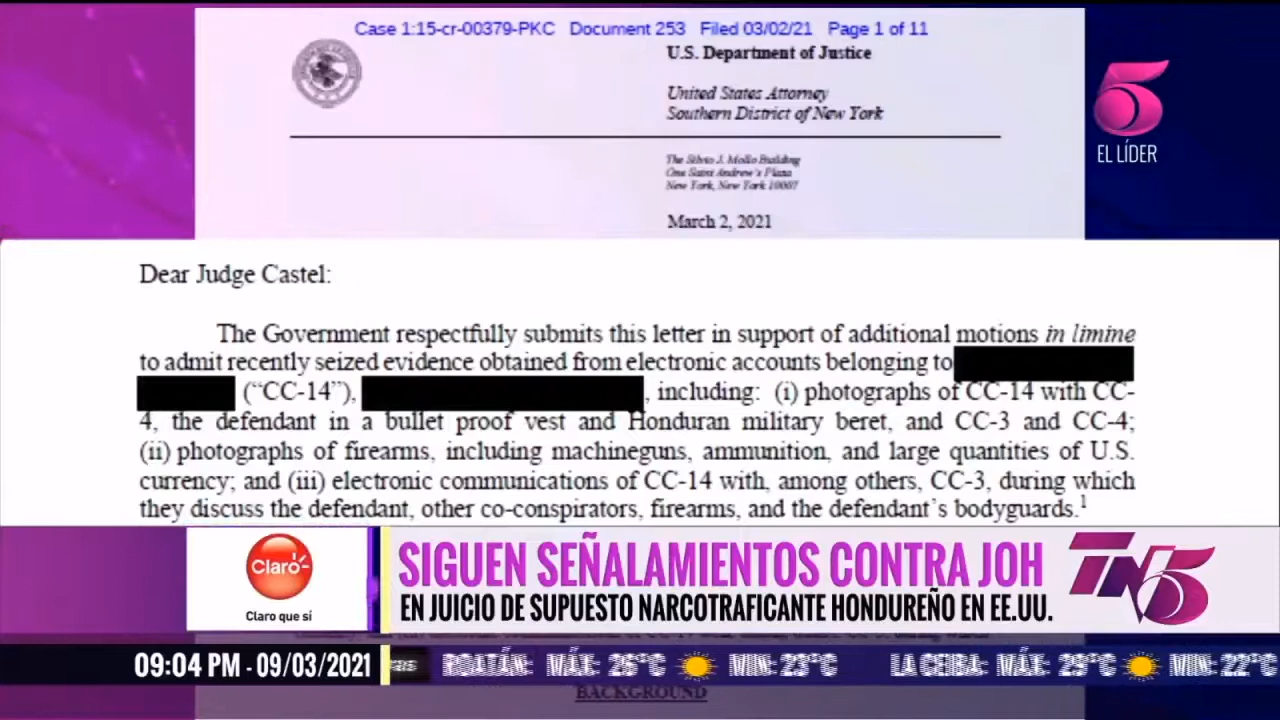 Case 1:15-cr-00379-PKC Document 253 Filed 03/02/21 Page 1 of 11
U.S. Department of Justice
United States Attorney
Southern District of New York
The Silvio J. Mollo Building
One Saint Andrew's Plaza
New York, New York 10007
March 2, 2021
5
EL LÍDER
Dear Judge Castel:
The Government respectfully submits this letter in support of additional motions in limine
to admit recently seized evidence obtained from electronic accounts belonging to
("CC-14"), , including: (i) photographs of CC-14 with CC-
4, the defendant in a bullet proof vest and Honduran military beret, and CC-3 and CC-4;
(ii) photographs of firearms, including machineguns, ammunition, and large quantities of U.S.
currency; and (iii) electronic communications of CC-14 with, among others, CC-3, during which
they discuss the defendant, other co-conspirators, firearms, and the defendant's bodyguards.1
Claro
Claro que sí
SIGUEN SEÑALAMIENTOS CONTRA JOH
EN JUICIO DE SUPUESTO NARCOTRAFICANTE HONDUREÑO EN EE.UU.
TN5
09:04 PM - 09/03/2021
ROATÁN: MÁX: 26°C MIN: 23°C LA CEIBA: MÁX: 29°C MIN: 22°C
BACKGROUND